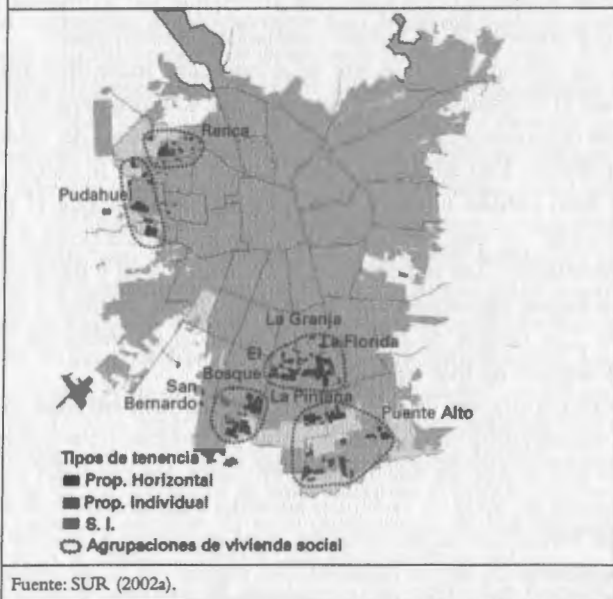 Renca
Pudahuel
La Granja
La Florida
El
Bosque
San
Bernardo
La Pintana
Puente Alto
Tipos de tenencia
Prop. Horizontal
Prop. Individual
S. I.
Agrupaciones de vivienda social
Fuente: SUR (2002a).